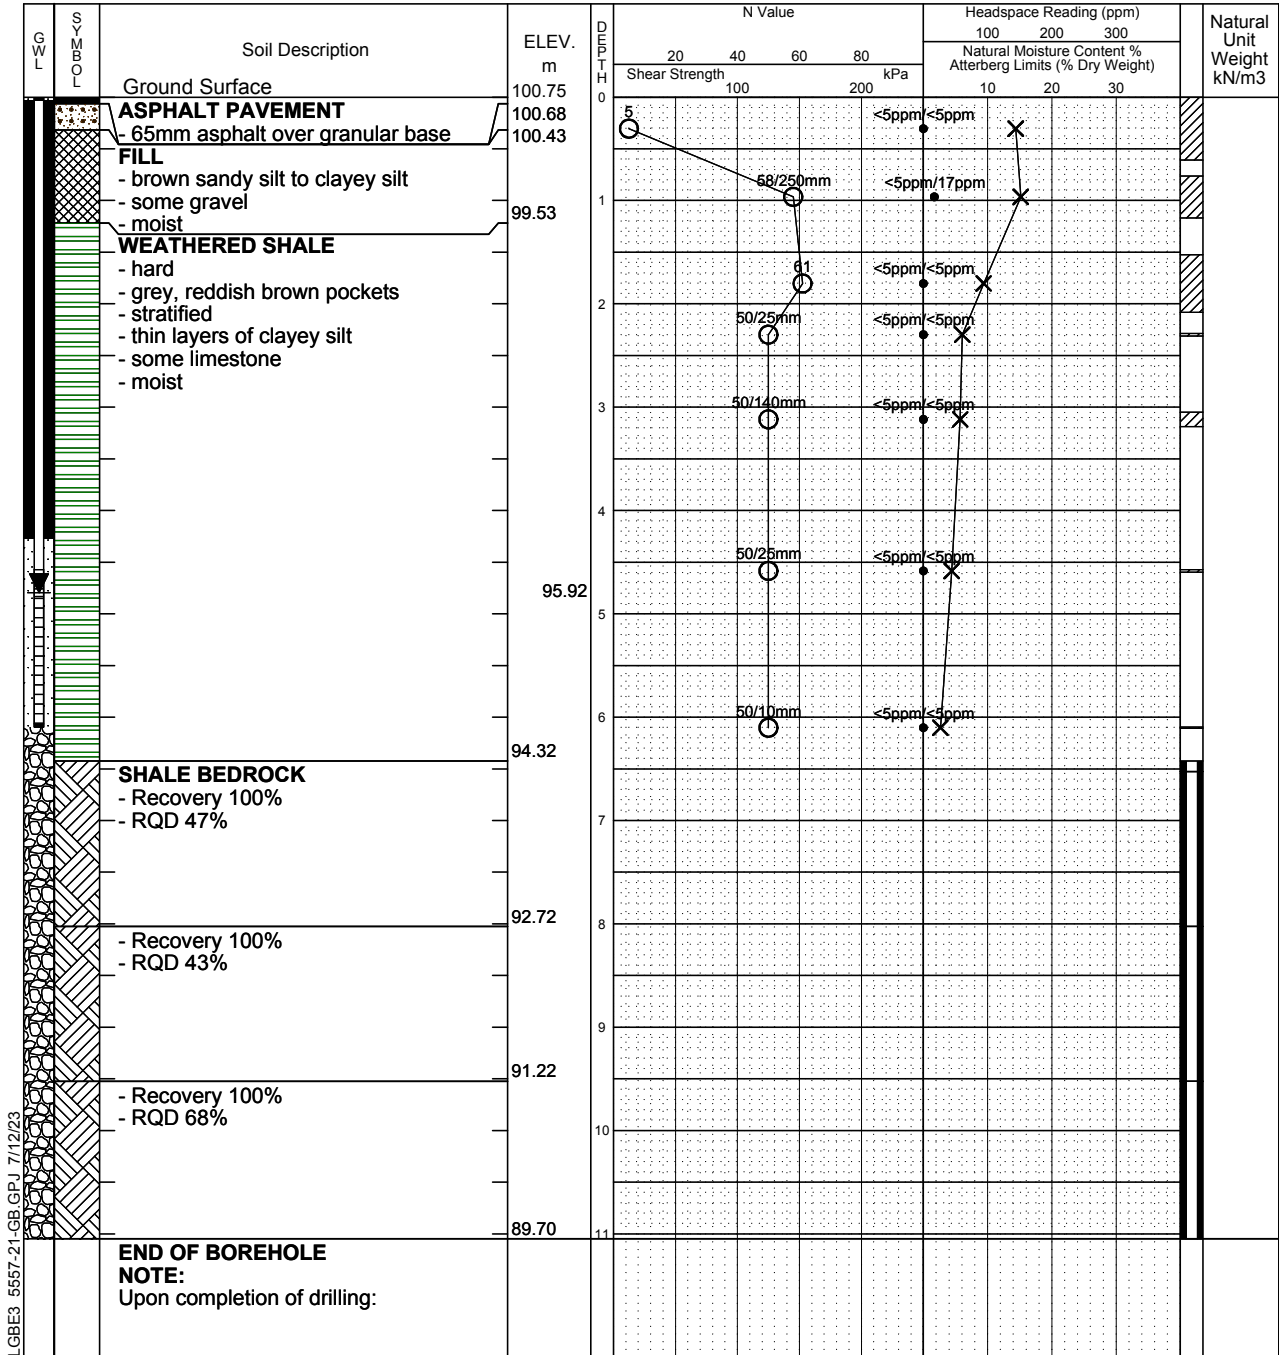 GWL
SYMBOL
Soil Description
ELEV.
m
DEPTH
N Value
20 40 60 80
Shear Strength kPa
100 200
Headspace Reading (ppm)
100 200 300
Natural Moisture Content %
Atterberg Limits (% Dry Weight)
10 20 30
Natural
Unit
Weight
kN/m3
Ground Surface 100.75 0
ASPHALT PAVEMENT 100.68
- 65mm asphalt over granular base 100.43
5 <5ppm/<5ppm
FILL
- brown sandy silt to clayey silt
58/250mm <5ppm/17ppm
- some gravel 1
- moist 99.53
WEATHERED SHALE
- hard
61 <5ppm/<5ppm
- grey, reddish brown pockets
2
- stratified
50/25mm <5ppm/<5ppm
- thin layers of clayey silt
- some limestone
- moist
50/140mm <5ppm/<5ppm
3
4
50/25mm <5ppm/<5ppm
95.92
5
50/10mm <5ppm/<5ppm
6
94.32
SHALE BEDROCK
- Recovery 100%
- RQD 47%
7
92.72
8
- Recovery 100%
- RQD 43%
9
91.22
- Recovery 100%
- RQD 68%
10
89.70
11
END OF BOREHOLE
NOTE:
Upon completion of drilling:
LGBE3 5557-21-GB.GPJ 7/12/23